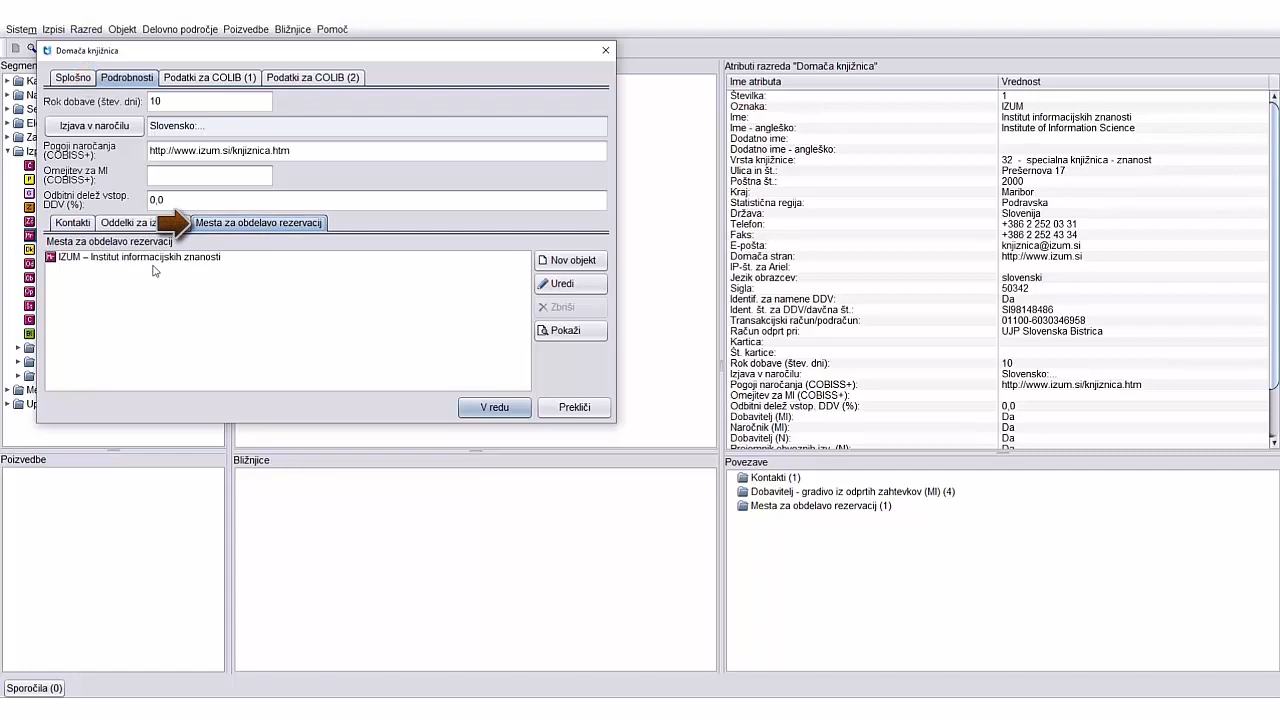 Sistem Izpisi Razred Objekt Delovno področje Poizvedbe Bližnjice Pomoč
Domača knjižnica
Splošno Podrobnosti Podatki za COLIB (1) Podatki za COLIB (2)
Rok dobave (štev. dni): 10
Izjava v naročilu Slovensko:...
Pogoji naročanja (COBISS+): http://www.izum.si/knjiznica.htm
Omejitev za MI (COBISS+):
Odbitni delež vstop. DDV (%): 0,0
Kontakti Oddelki za Mesta za obdelavo rezervacij
Mesta za obdelavo rezervacij
IZUM – Institut informacijskih znanosti
Nov objekt
Uredi
Zbriši
Pokaži
V redu Prekliči
Atributi razreda "Domača knjižnica"
Ime atributa Vrednost
Številka: 1
Oznaka: IZUM
Ime: Institut informacijskih znanosti
Ime - angleško: Institute of Information Science
Dodatno ime:
Dodatno ime - angleško:
Vrsta knjižnice: 32 - specialna knjižnica - znanost
Ulica in št.: Prešernova 17
Poštna št.: 2000
Kraj: Maribor
Statistična regija: Podravska
Država: Slovenija
Telefon: +386 2 252 03 31
Faks: +386 2 252 43 34
E-pošta: knjiznica@izum.si
Domača stran: http://www.izum.si
IP-št. za Ariel:
Jezik obrazcev: slovenski
Sigla: 50342
Identif. za namene DDV: Da
Ident. št. za DDV/davčna št.: SI98148486
Transakcijski račun/podračun: 01100-6030346958
Račun odprt pri: UJP Slovenska Bistrica
Kartica:
Št. kartice:
Rok dobave (štev. dni): 10
Izjava v naročilu: Slovensko:...
Pogoji naročanja (COBISS+): http://www.izum.si/knjiznica.htm
Omejitev za MI (COBISS+):
Odbitni delež vstop. DDV (%): 0,0
Dobavitelj (MI): Da
Naročnik (MI): Da
Dobavitelj (N): Da
Prejemnik obveznih izv. (N): Da
Poizvedbe
Bližnjice
Povezave
Kontakti (1)
Dobavitelj - gradivo iz odprtih zahtevkov (MI) (4)
Mesta za obdelavo rezervacij (1)
Sporočila (0)